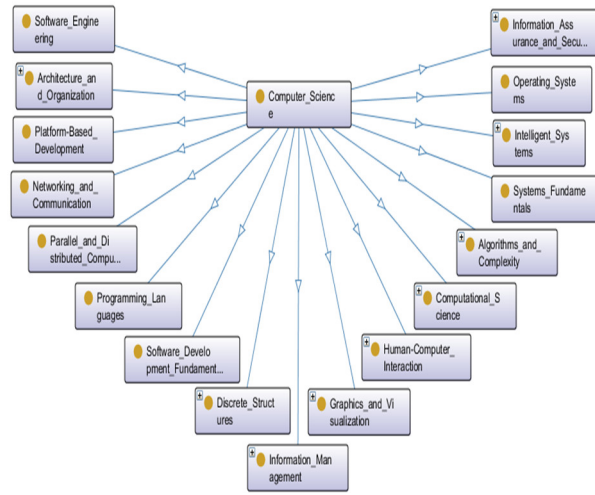 Software_Engine
ering
Information_Ass
urance_and_Secu...
Architecture_an
d_Organization
Computer_Scienc
e
Operating_Syste
ms
Platform-Based_
Development
Intelligent_Sys
tems
Networking_and_
Communication
Systems_Fundame
ntals
Parallel_and_Di
stributed_Compu...
Algorithms_and_
Complexity
Programming_Lan
guages
Computational_S
cience
Software_Develo
pment_Fundament...
Human-Computer_
Interaction
Discrete_Struct
ures
Graphics_and_Vi
sualization
Information_Man
agement